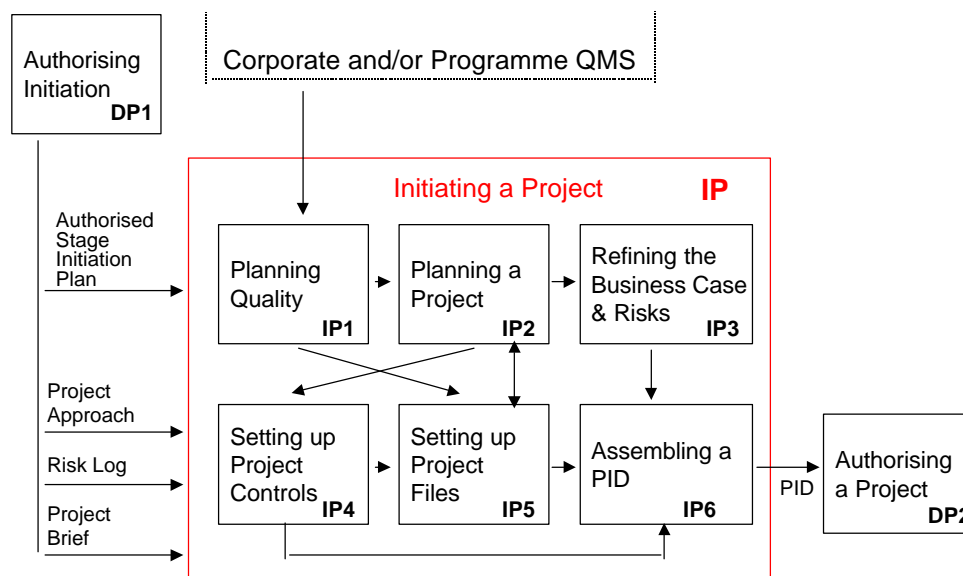 Authorising
Initiation
DP1
Corporate and/or Programme QMS
Initiating a Project
IP
Authorised
Stage
Initiation
Plan
Planning
Quality
IP1
Planning a
Project
IP2
Refining the
Business Case
& Risks
IP3
Project
Approach
Risk Log
Project
Brief
Setting up
Project
Controls
IP4
Setting up
Project
Files
IP5
Assembling a
PID
IP6
PID
Authorising
a Project
DP2